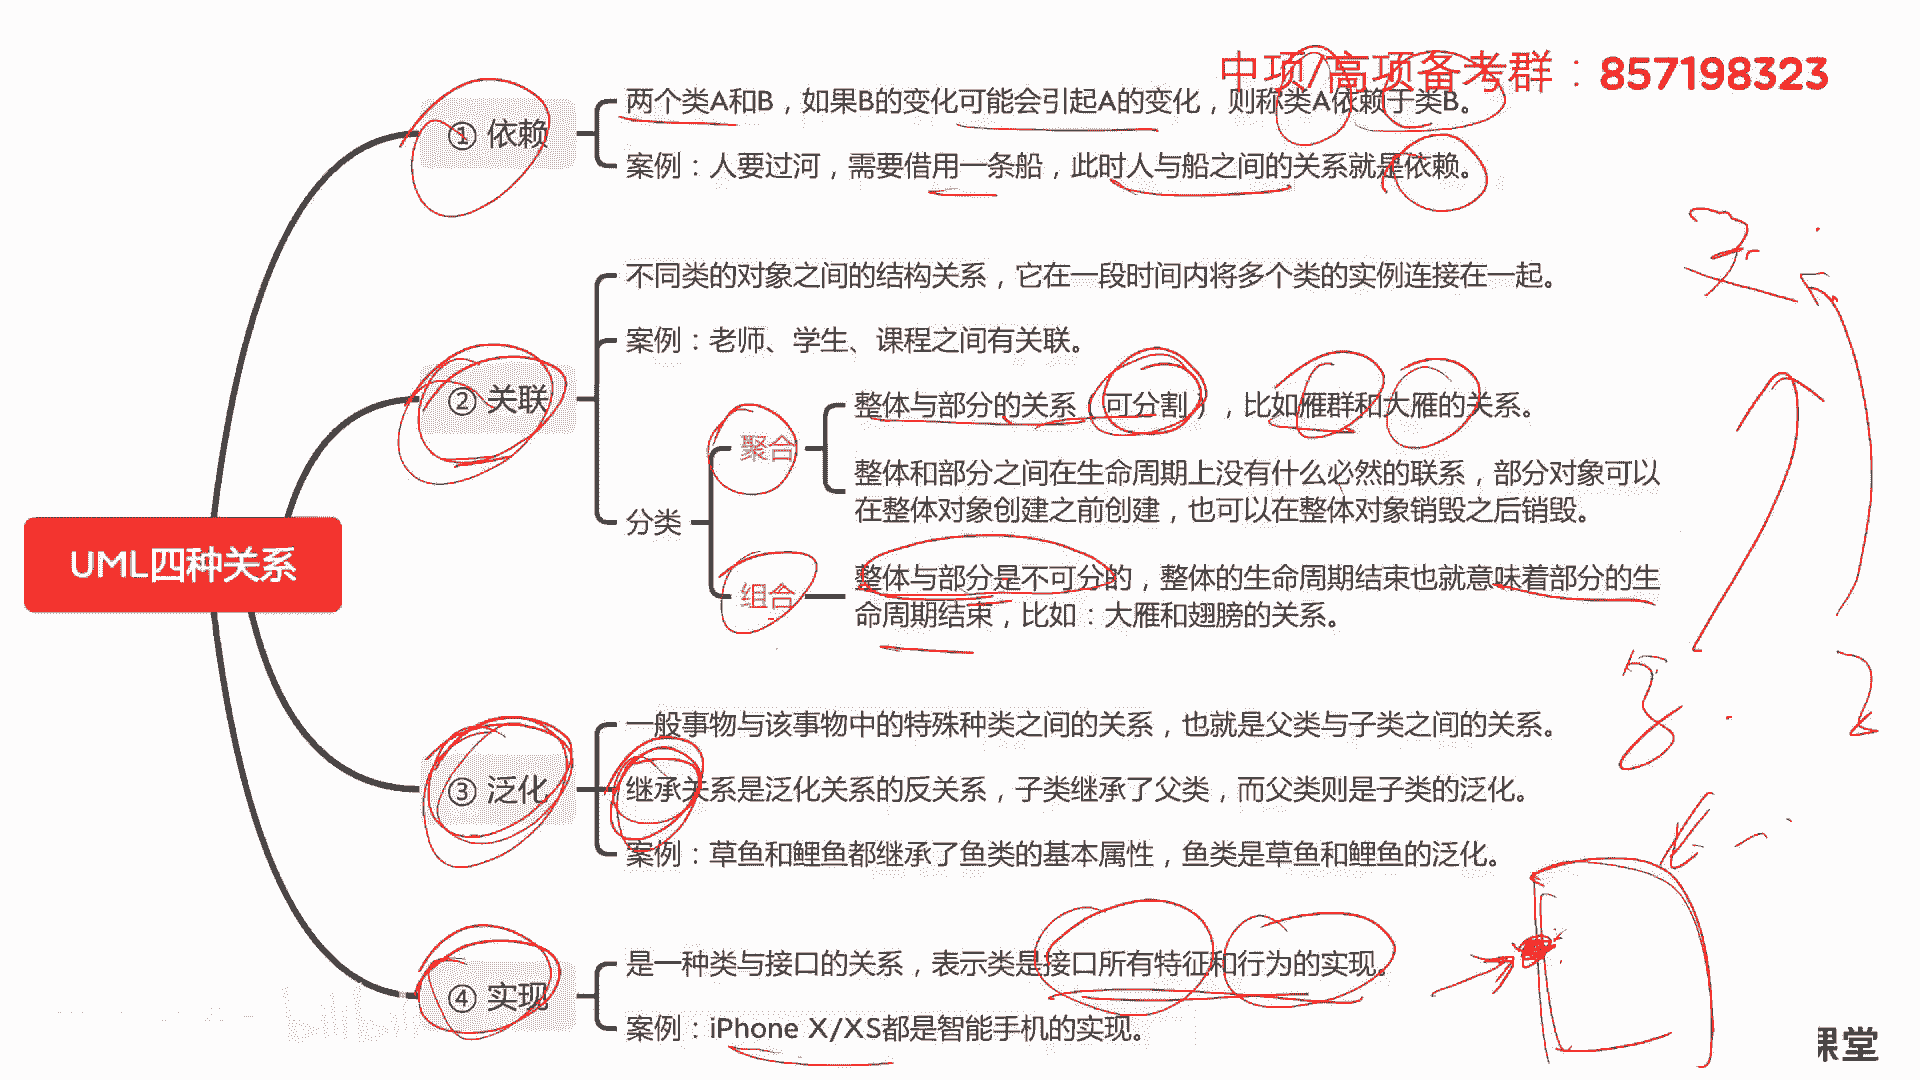 中项/高项备考群：857198323
① 依赖
两个类A和B，如果B的变化可能会引起A的变化，则称类A依赖于类B。
案例：人要过河，需要借用一条船，此时人与船之间的关系就是依赖。
② 关联
不同类的对象之间的结构关系，它在一段时间内将多个类的实例连接在一起。
案例：老师、学生、课程之间有关联。
分类
聚合
整体与部分的关系（可分割），比如雁群和大雁的关系。
整体和部分之间在生命周期上没有什么必然的联系，部分对象可以
在整体对象创建之前创建，也可以在整体对象销毁之后销毁。
组合
整体与部分是不可分的，整体的生命周期结束也就意味着部分的生
命周期结束，比如：大雁和翅膀的关系。
UML四种关系
③ 泛化
一般事物与该事物中的特殊种类之间的关系，也就是父类与子类之间的关系。
继承关系是泛化关系的反关系，子类继承了父类，而父类则是子类的泛化。
案例：草鱼和鲤鱼都继承了鱼类的基本属性，鱼类是草鱼和鲤鱼的泛化。
④ 实现
是一种类与接口的关系，表示类是接口所有特征和行为的实现。
案例：iPhone X/XS都是智能手机的实现。
课堂